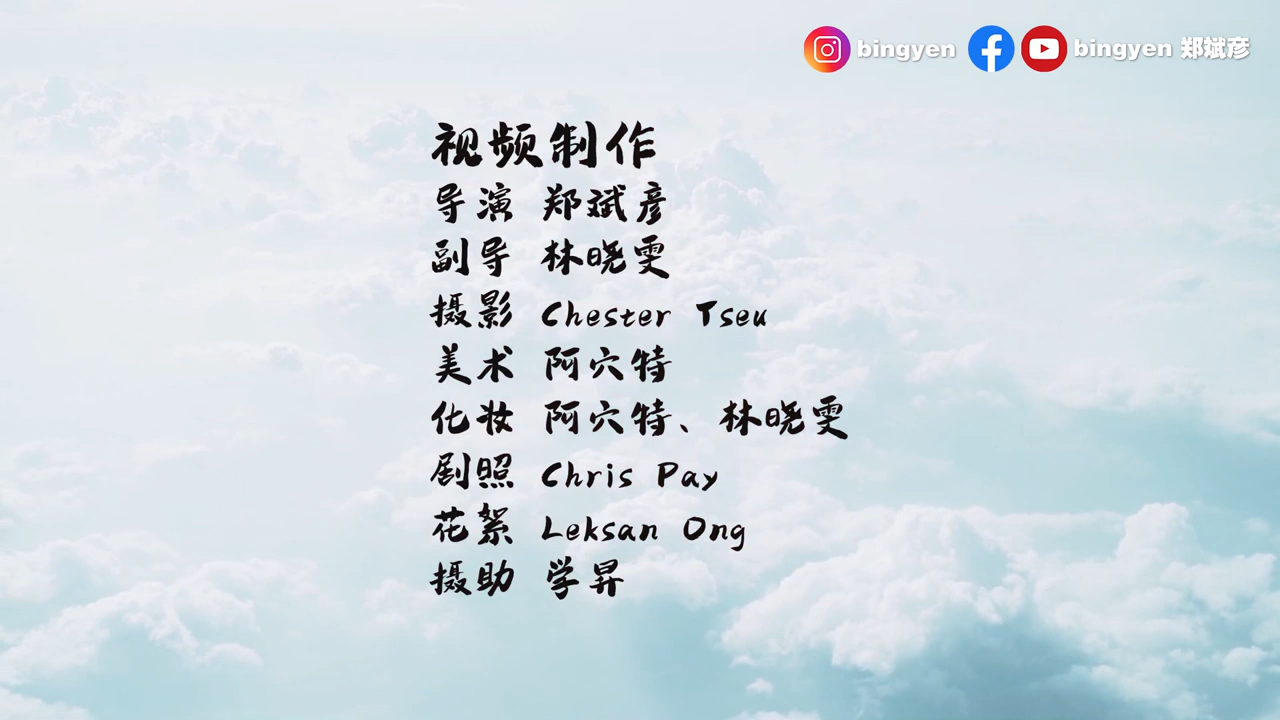 bingyen bingyen 郑斌彦
视频制作
导演 郑斌彦
副导 林晓雯
摄影 Chester Tseu
美术 阿穴特
化妆 阿穴特、林晓雯
剧照 Chris Pay
花絮 Leksan Ong
摄助 学昇